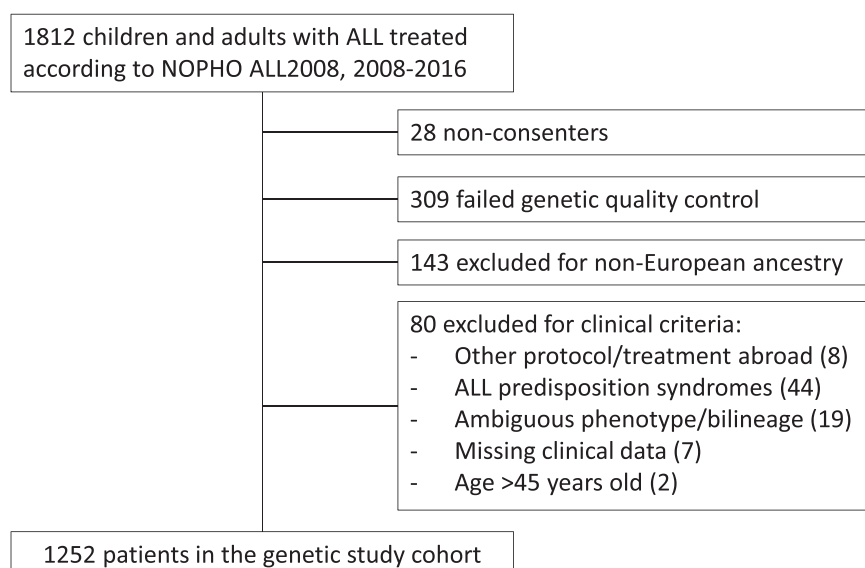 1812 children and adults with ALL treated
according to NOPHO ALL2008, 2008-2016
28 non-consenters
309 failed genetic quality control
143 excluded for non-European ancestry
80 excluded for clinical criteria:
- Other protocol/treatment abroad (8)
- ALL predisposition syndromes (44)
- Ambiguous phenotype/bilineage (19)
- Missing clinical data (7)
- Age >45 years old (2)
1252 patients in the genetic study cohort